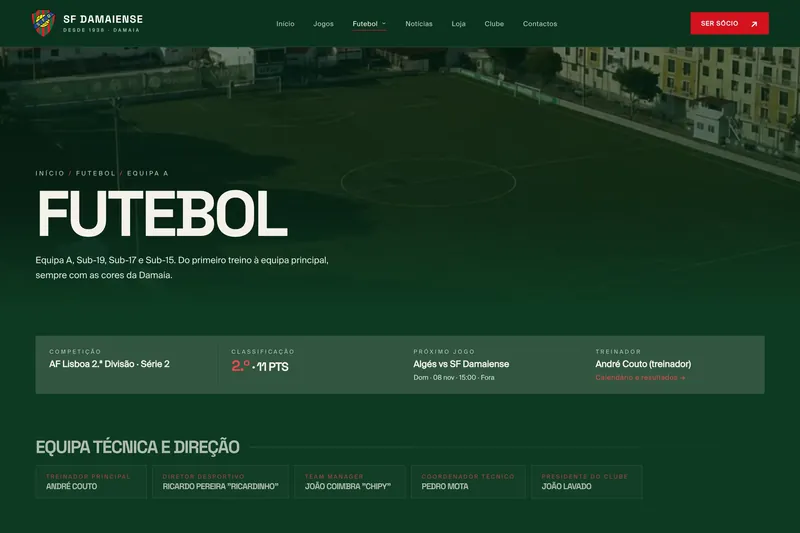 SF DAMAIENSE
DESDE 1936 · DAMAIA
Início
Jogos
Futebol
Notícias
Loja
Clube
Contactos
SER SÓCIO
INÍCIO / FUTEBOL / EQUIPA A
FUTEBOL
Equipa A, Sub-19, Sub-17 e Sub-15. Do primeiro treino à equipa principal,
sempre com as cores da Damaia.
COMPETIÇÃO
AF Lisboa 2.ª Divisão · Série 2
CLASSIFICAÇÃO
2.º · 11 PTS
PRÓXIMO JOGO
Algés vs SF Damaiense
Dom · 08 nov · 15:00 · Fora
TREINADOR
André Couto (treinador)
Calendário e resultados →
EQUIPA TÉCNICA E DIREÇÃO
TREINADOR PRINCIPAL
ANDRÉ COUTO
DIRETOR DESPORTIVO
RICARDO PEREIRA "RICARDINHO"
TEAM MANAGER
JOÃO COIMBRA "CHIPY"
COORDENADOR TÉCNICO
PEDRO MOTA
PRESIDENTE DO CLUBE
JOÃO LAVADO